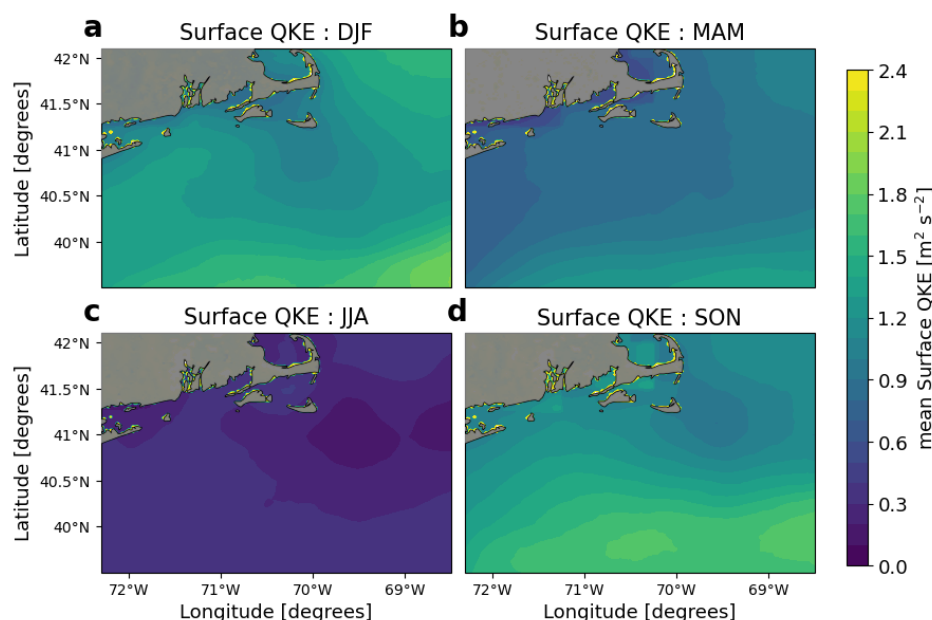 a Surface QKE : DJF
b Surface QKE : MAM
42°N
41.5°N
41°N
40.5°N
40°N
Latitude [degrees]
c Surface QKE : JJA
d Surface QKE : SON
42°N
41.5°N
41°N
40.5°N
40°N
Latitude [degrees]
72°W 71°W 70°W 69°W
Longitude [degrees]
72°W 71°W 70°W 69°W
Longitude [degrees]
2.4
2.1
1.8
1.5
1.2
0.9
0.6
0.3
0.0
mean Surface QKE [m² s⁻²]